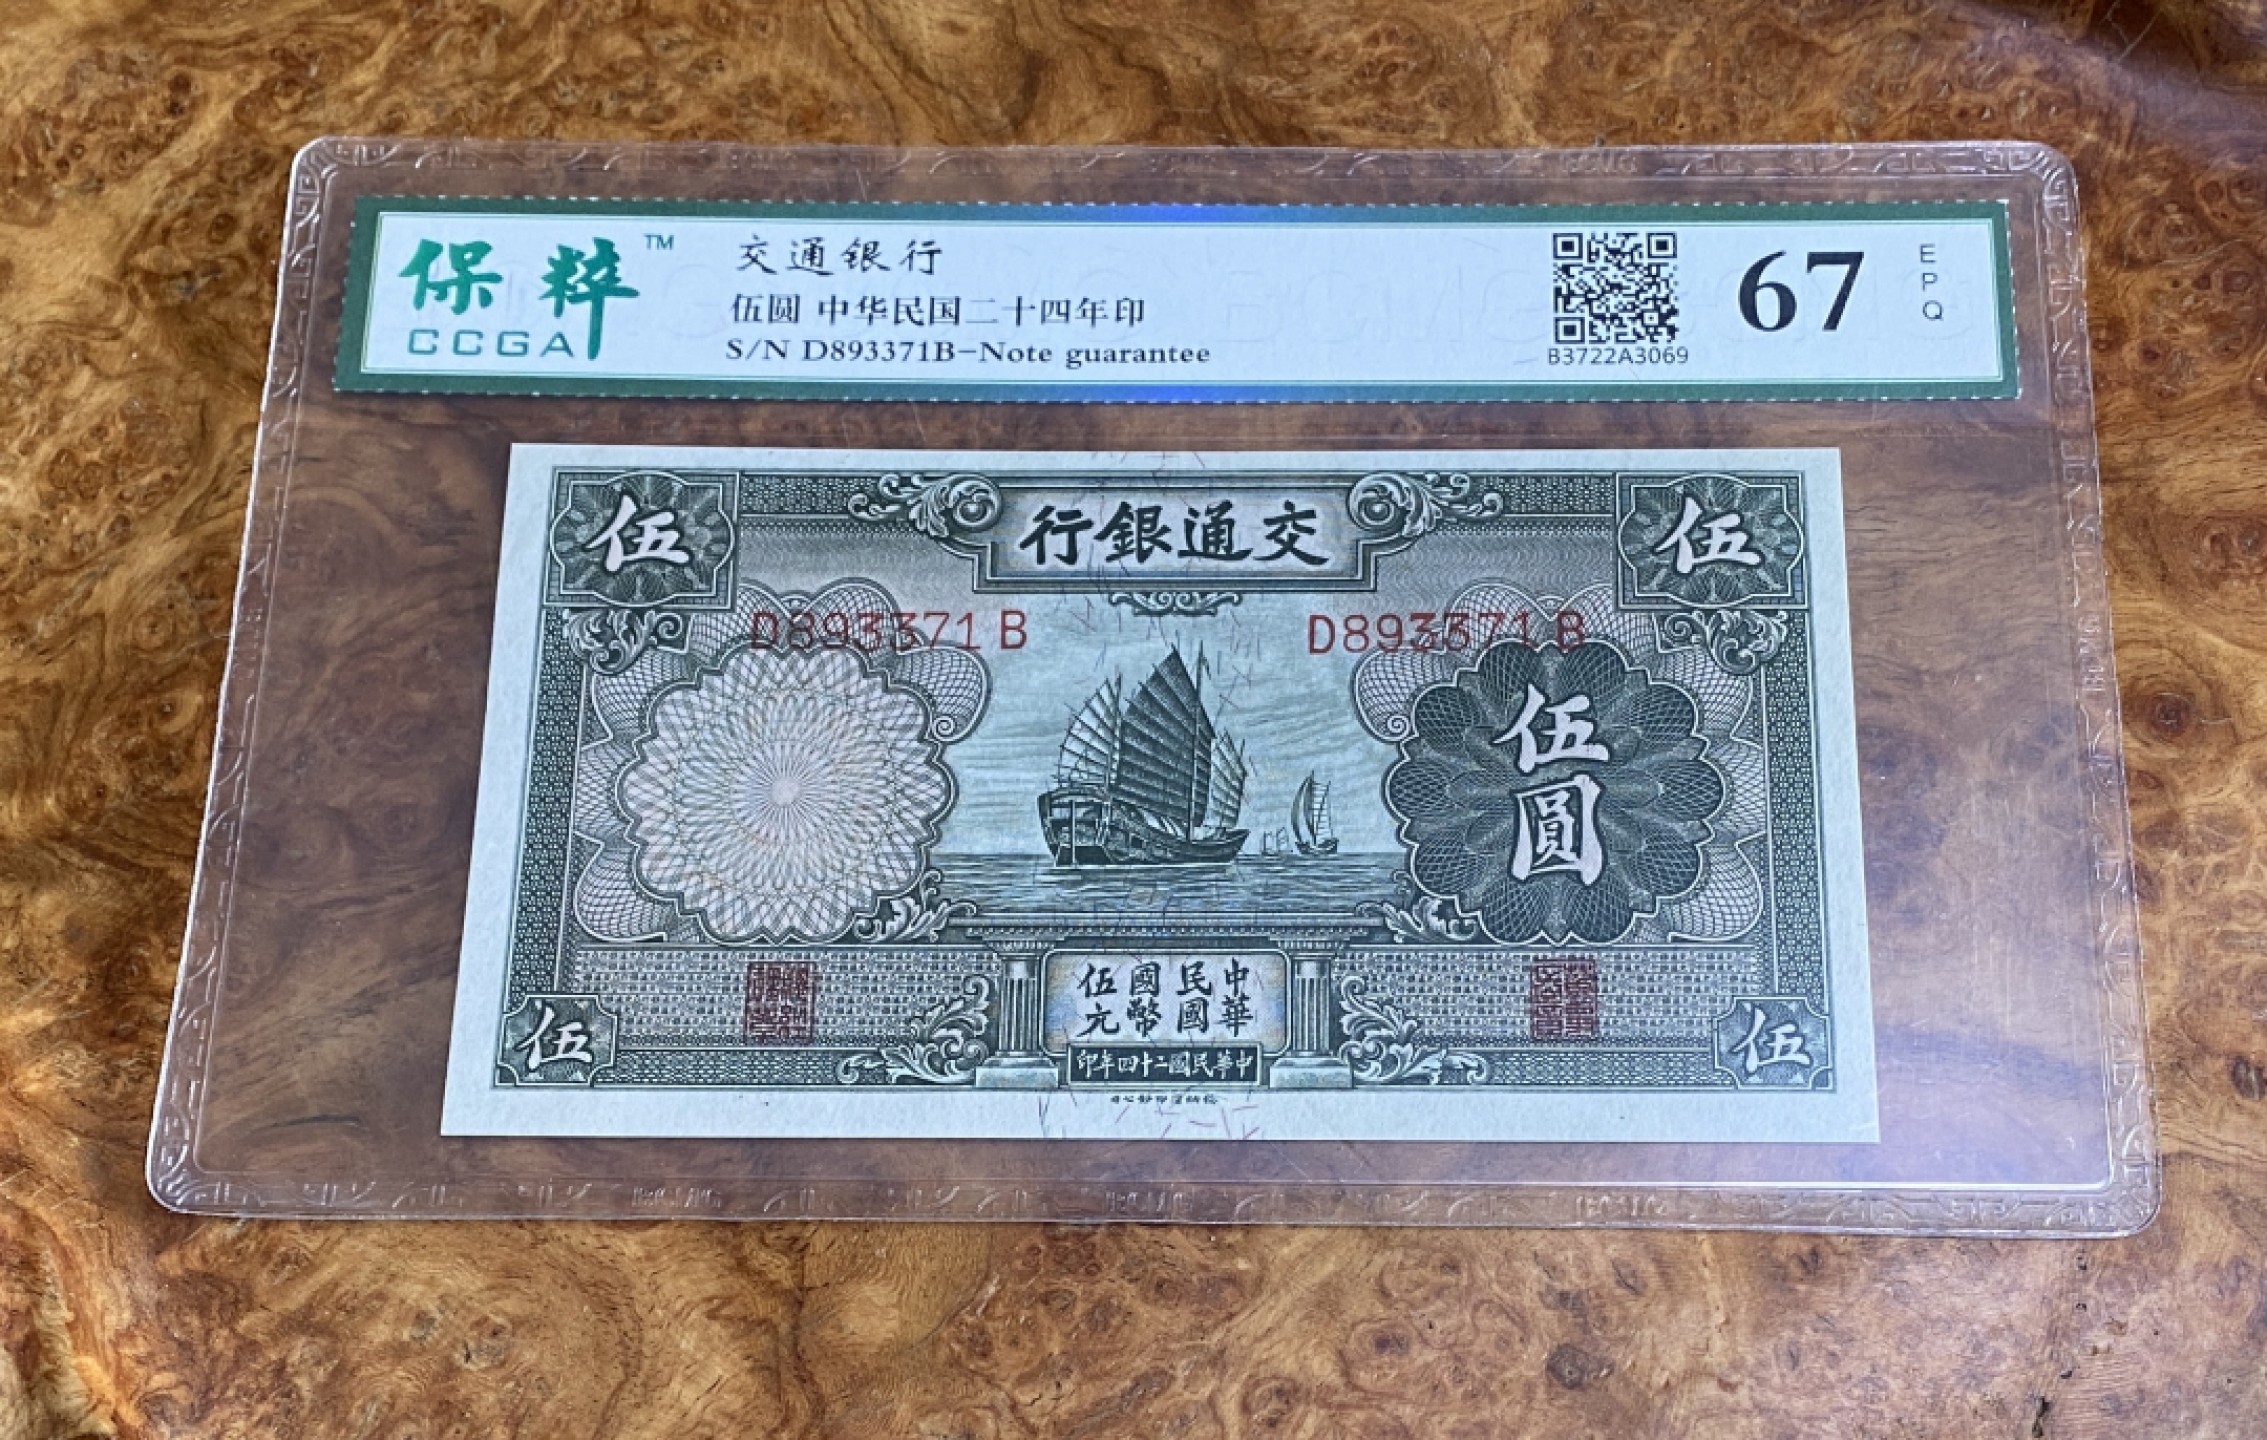 保粹™
CCGA
交通银行
伍圆 中华民国二十四年印
S/N D893371B-Note guarantee
B3722A3069
67
EPQ
伍
行銀通交
伍
D893371B
D893371B
伍圓
中華
民國
國幣
伍元
印年四十二國民華中
伍
伍